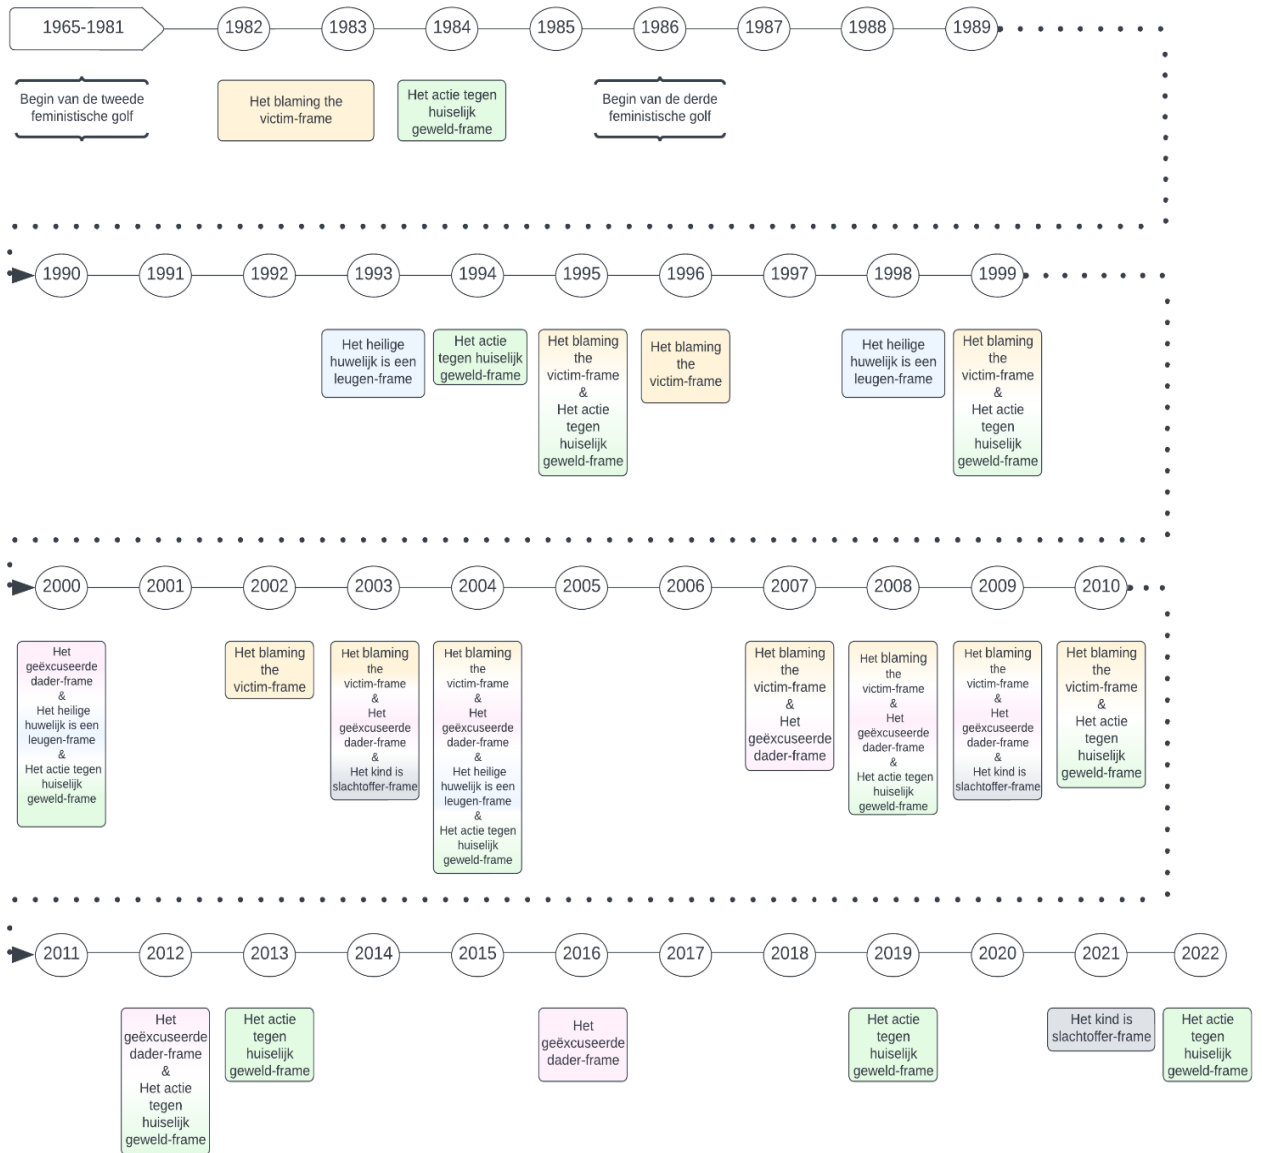 1965-1981
1982
1983
1984
1985
1986
1987
1988
1989
Begin van de tweede
feministische golf
Het blaming the
victim-frame
Het actie tegen
huiselijk
geweld-frame
Begin van de derde
feministische golf
1990
1991
1992
1993
1994
1995
1996
1997
1998
1999
Het heilige
huwelijk is een
leugen-frame
Het actie
tegen huiselijk
geweld-frame
Het blaming
the
victim-frame
&
Het actie
tegen
huiselijk
geweld-frame
Het blaming
the
victim-frame
Het heilige
huwelijk is een
leugen-frame
Het blaming
the
victim-frame
&
Het actie
tegen
huiselijk
geweld-frame
2000
2001
2002
2003
2004
2005
2006
2007
2008
2009
2010
Het
geëxcuseerde
dader-frame
&
Het heilige
huwelijk is een
leugen-frame
&
Het actie tegen
huiselijk
geweld-frame
Het blaming
the
victim-frame
Het blaming
the
victim-frame
&
Het
geëxcuseerde
dader-frame
&
Het kind is
slachtoffer-frame
Het blaming
the
victim-frame
&
Het
geëxcuseerde
dader-frame
&
Het heilige
huwelijk is een
leugen-frame
&
Het actie tegen
huiselijk
geweld-frame
Het blaming
the
victim-frame
&
Het
geëxcuseerde
dader-frame
Het blaming
the
victim-frame
&
Het
geëxcuseerde
dader-frame
&
Het actie tegen
huiselijk
geweld-frame
Het blaming
the
victim-frame
&
Het
geëxcuseerde
dader-frame
&
Het kind is
slachtoffer-frame
Het blaming
the
victim-frame
&
Het actie
tegen
huiselijk
geweld-frame
2011
2012
2013
2014
2015
2016
2017
2018
2019
2020
2021
2022
Het
geëxcuseerde
dader-frame
&
Het actie
tegen
huiselijk
geweld-frame
Het actie
tegen
huiselijk
geweld-frame
Het
geëxcuseerde
dader-frame
Het actie
tegen
huiselijk
geweld-frame
Het kind is
slachtoffer-frame
Het actie
tegen
huiselijk
geweld-frame